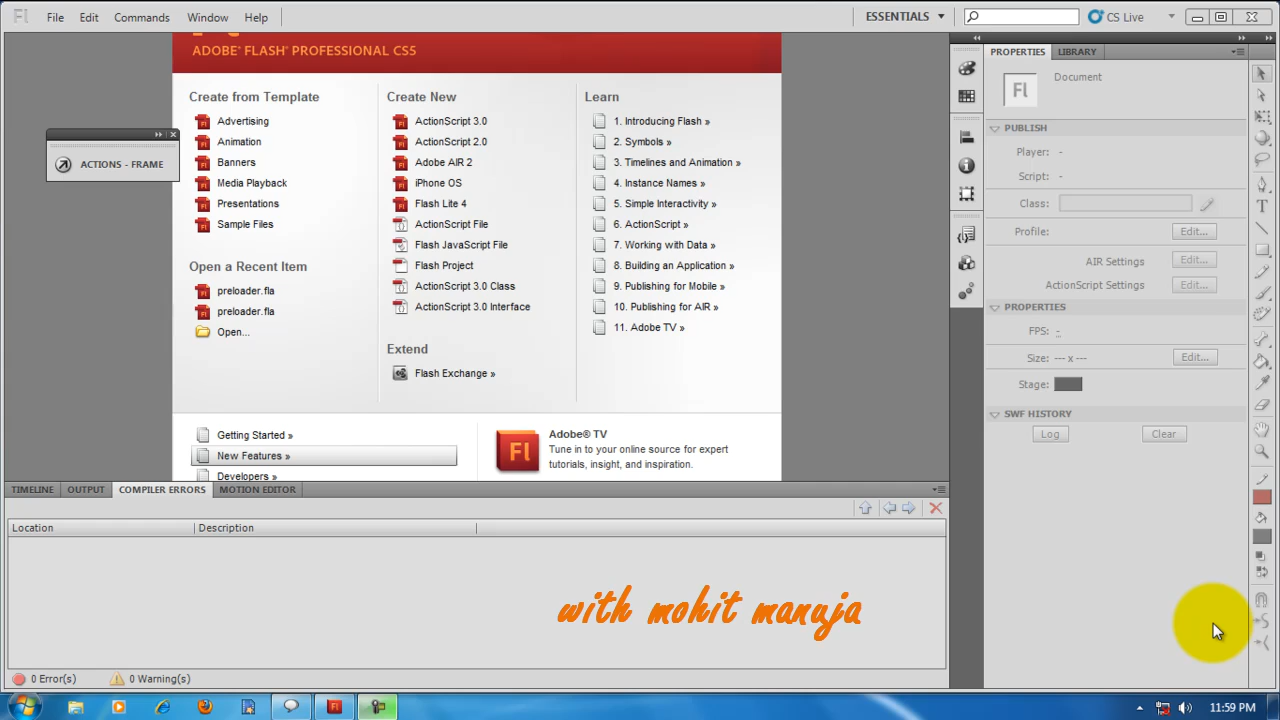 Fl File Edit Commands Window Help ESSENTIALS CS Live
ADOBE® FLASH® PROFESSIONAL CS5
Create from Template
Advertising
Animation
Banners
Media Playback
Presentations
Sample Files
Open a Recent Item
preloader.fla
preloader.fla
Open...
Create New
ActionScript 3.0
ActionScript 2.0
Adobe AIR 2
iPhone OS
Flash Lite 4
ActionScript File
Flash JavaScript File
Flash Project
ActionScript 3.0 Class
ActionScript 3.0 Interface
Extend
Flash Exchange »
Learn
1. Introducing Flash »
2. Symbols »
3. Timelines and Animation »
4. Instance Names »
5. Simple Interactivity »
6. ActionScript »
7. Working with Data »
8. Building an Application »
9. Publishing for Mobile »
10. Publishing for AIR »
11. Adobe TV »
Getting Started »
New Features »
Developers »
Fl
Adobe® TV
Tune in to your online source for expert
tutorials, insight, and inspiration.
ACTIONS - FRAME
PROPERTIES LIBRARY
Fl Document
PUBLISH
Player: -
Script: -
Class:
Profile: Edit...
AIR Settings Edit...
ActionScript Settings Edit...
PROPERTIES
FPS: -
Size: --- x --- Edit...
Stage:
SWF HISTORY
Log Clear
TIMELINE OUTPUT COMPILER ERRORS MOTION EDITOR
Location Description
with mohit manuja
0 Error(s) 0 Warning(s)
11:59 PM